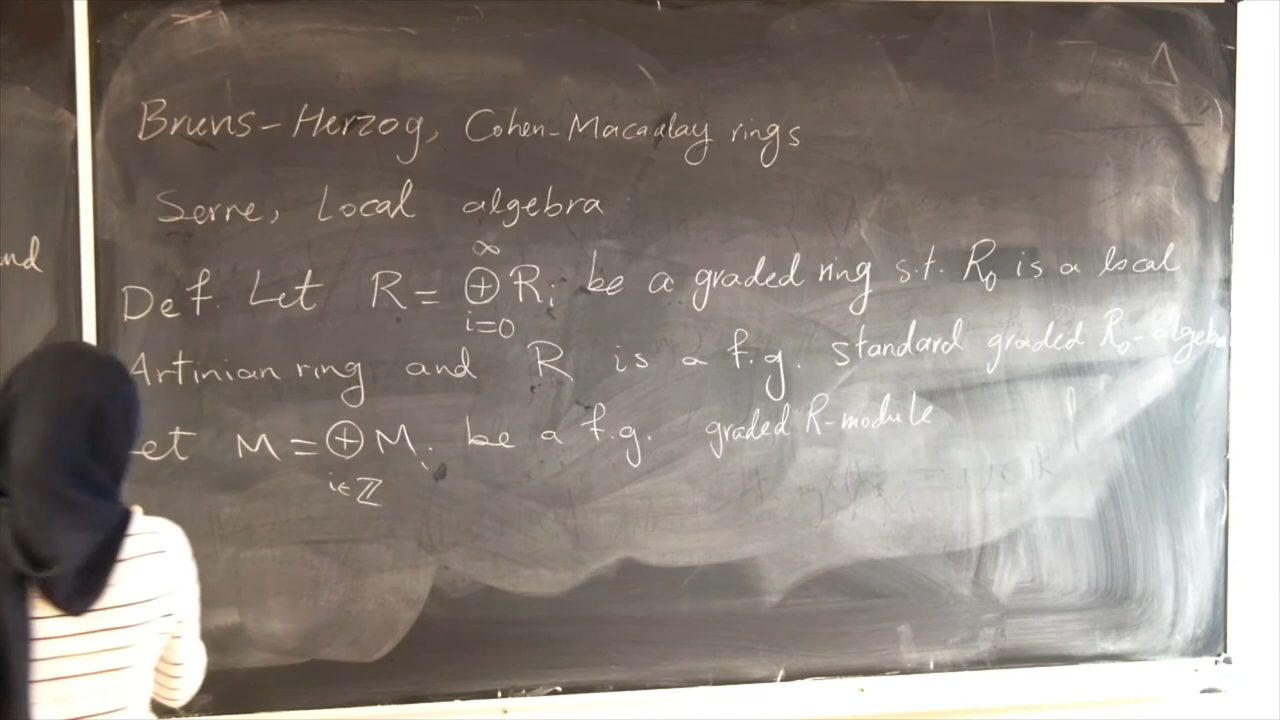 Bruns-Herzog, Cohen-Macaulay rings
Serre, Local algebra
nd
Def. Let R = ⊕_{i=0}^{∞} R_i be a graded ring s.t. R_0 is a local
Artinian ring and R is a f.g. standard graded R_0-algebra
Let M = ⊕_{i∈ℤ} M_i be a f.g. graded R-module